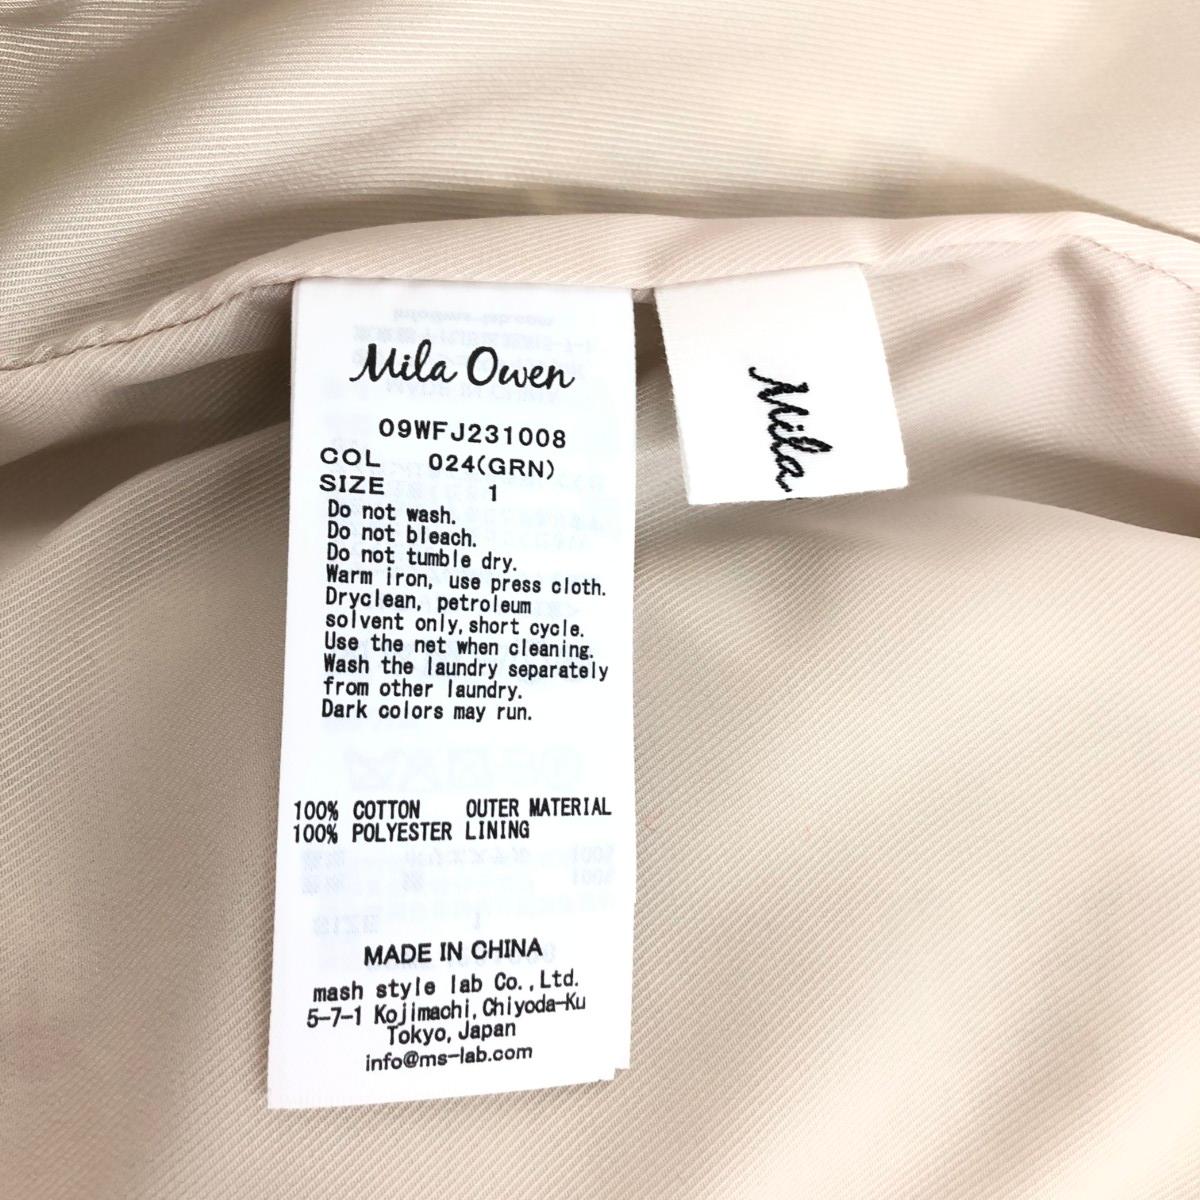 Mila Owen
09WFJ231008
COL 024(GRN)
SIZE 1
Do not wash.
Do not bleach.
Do not tumble dry.
Warm iron, use press cloth.
Dryclean, petroleum
solvent only, short cycle.
Use the net when cleaning.
Wash the laundry separately
from other laundry.
Dark colors may run.
100% COTTON OUTER MATERIAL
100% POLYESTER LINING
MADE IN CHINA
mash style lab Co.,Ltd.
5-7-1 Kojimachi, Chiyoda-Ku
Tokyo, Japan
info@ms-lab.com
Mila